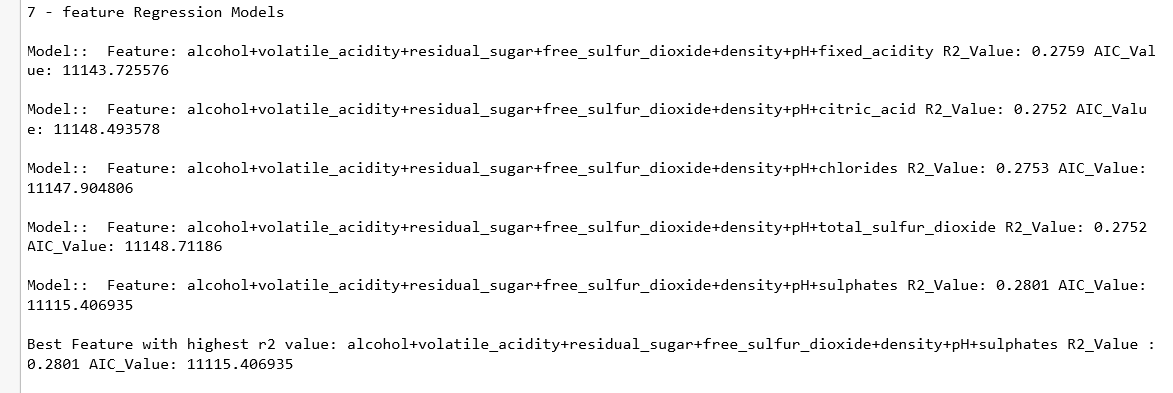 7 - feature Regression Models
Model::  Feature: alcohol+volatile_acidity+residual_sugar+free_sulfur_dioxide+density+pH+fixed_acidity R2_Value: 0.2759 AIC_Val
ue: 11143.725576
Model::  Feature: alcohol+volatile_acidity+residual_sugar+free_sulfur_dioxide+density+pH+citric_acid R2_Value: 0.2752 AIC_Valu
e: 11148.493578
Model::  Feature: alcohol+volatile_acidity+residual_sugar+free_sulfur_dioxide+density+pH+chlorides R2_Value: 0.2753 AIC_Value:
11147.904806
Model::  Feature: alcohol+volatile_acidity+residual_sugar+free_sulfur_dioxide+density+pH+total_sulfur_dioxide R2_Value: 0.2752
AIC_Value: 11148.71186
Model::  Feature: alcohol+volatile_acidity+residual_sugar+free_sulfur_dioxide+density+pH+sulphates R2_Value: 0.2801 AIC_Value:
11115.406935
Best Feature with highest r2 value: alcohol+volatile_acidity+residual_sugar+free_sulfur_dioxide+density+pH+sulphates R2_Value :
0.2801 AIC_Value: 11115.406935